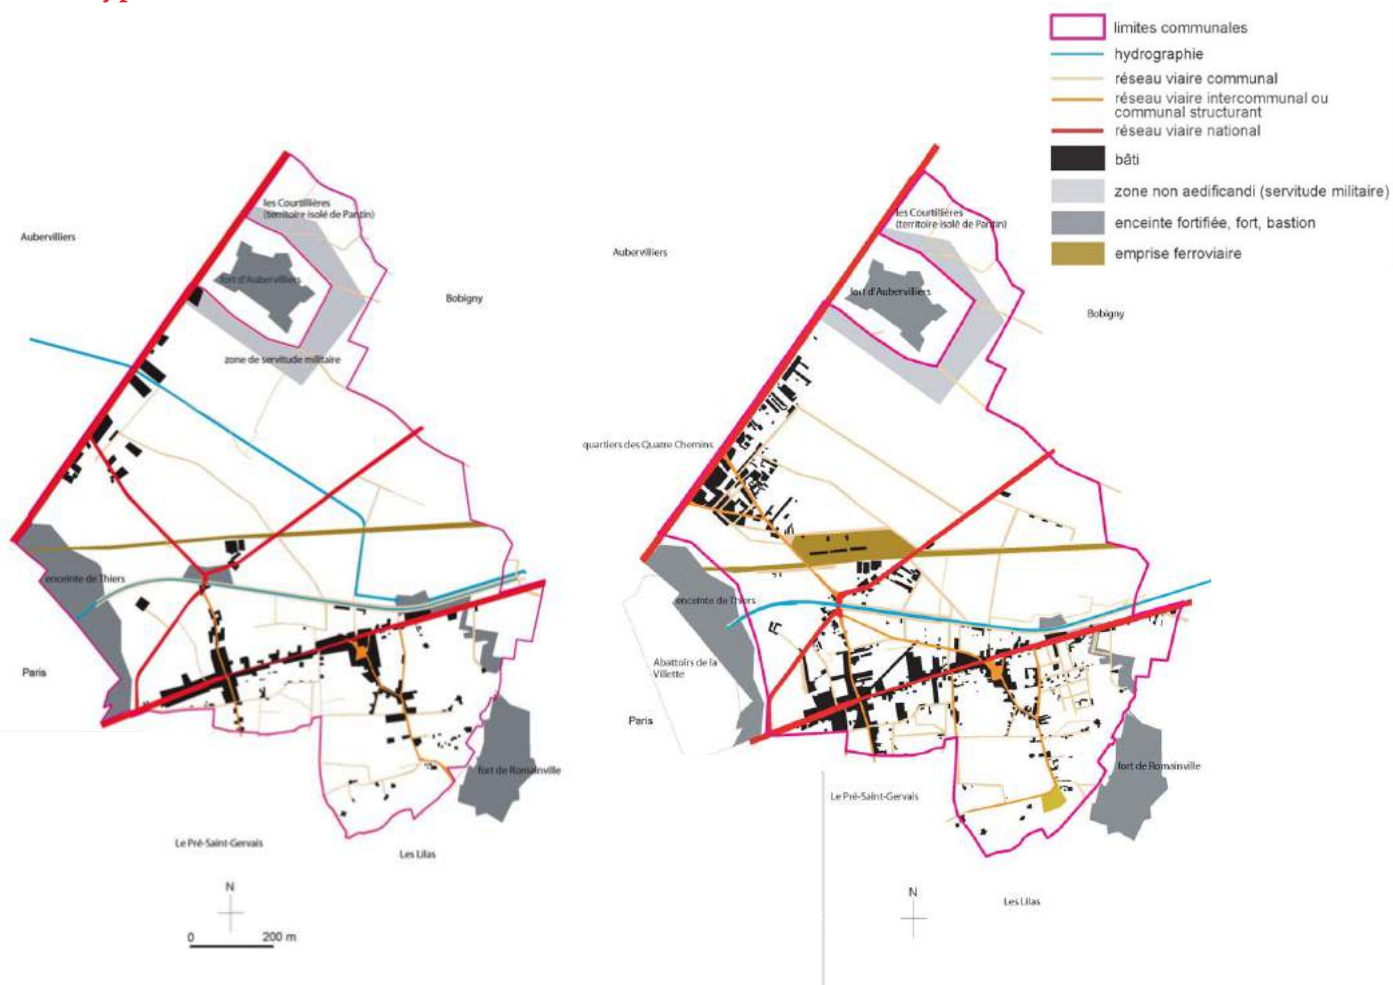 limites communales
hydrographie
réseau viaire communal
réseau viaire intercommunal ou
communal structurant
réseau viaire national
bâti
zone non aedificandi (servitude militaire)
enceinte fortifiée, fort, bastion
emprise ferroviaire
les Courtillières
(territoire isolé de Pantin)
Aubervilliers
fort d'Aubervilliers
Bobigny
zone de servitude militaire
enceinte de Thiers
Paris
fort de Romainville
Le Pré-Saint-Gervais
Les Lilas
N
0 200 m
les Courtillières
(territoire isolé de Pantin)
Aubervilliers
fort d'Aubervilliers
Bobigny
quartiers des Quatre Chemins
enceinte de Thiers
Abattoirs de la
Villette
Paris
fort de Romainville
Le Pré-Saint-Gervais
Les Lilas
N